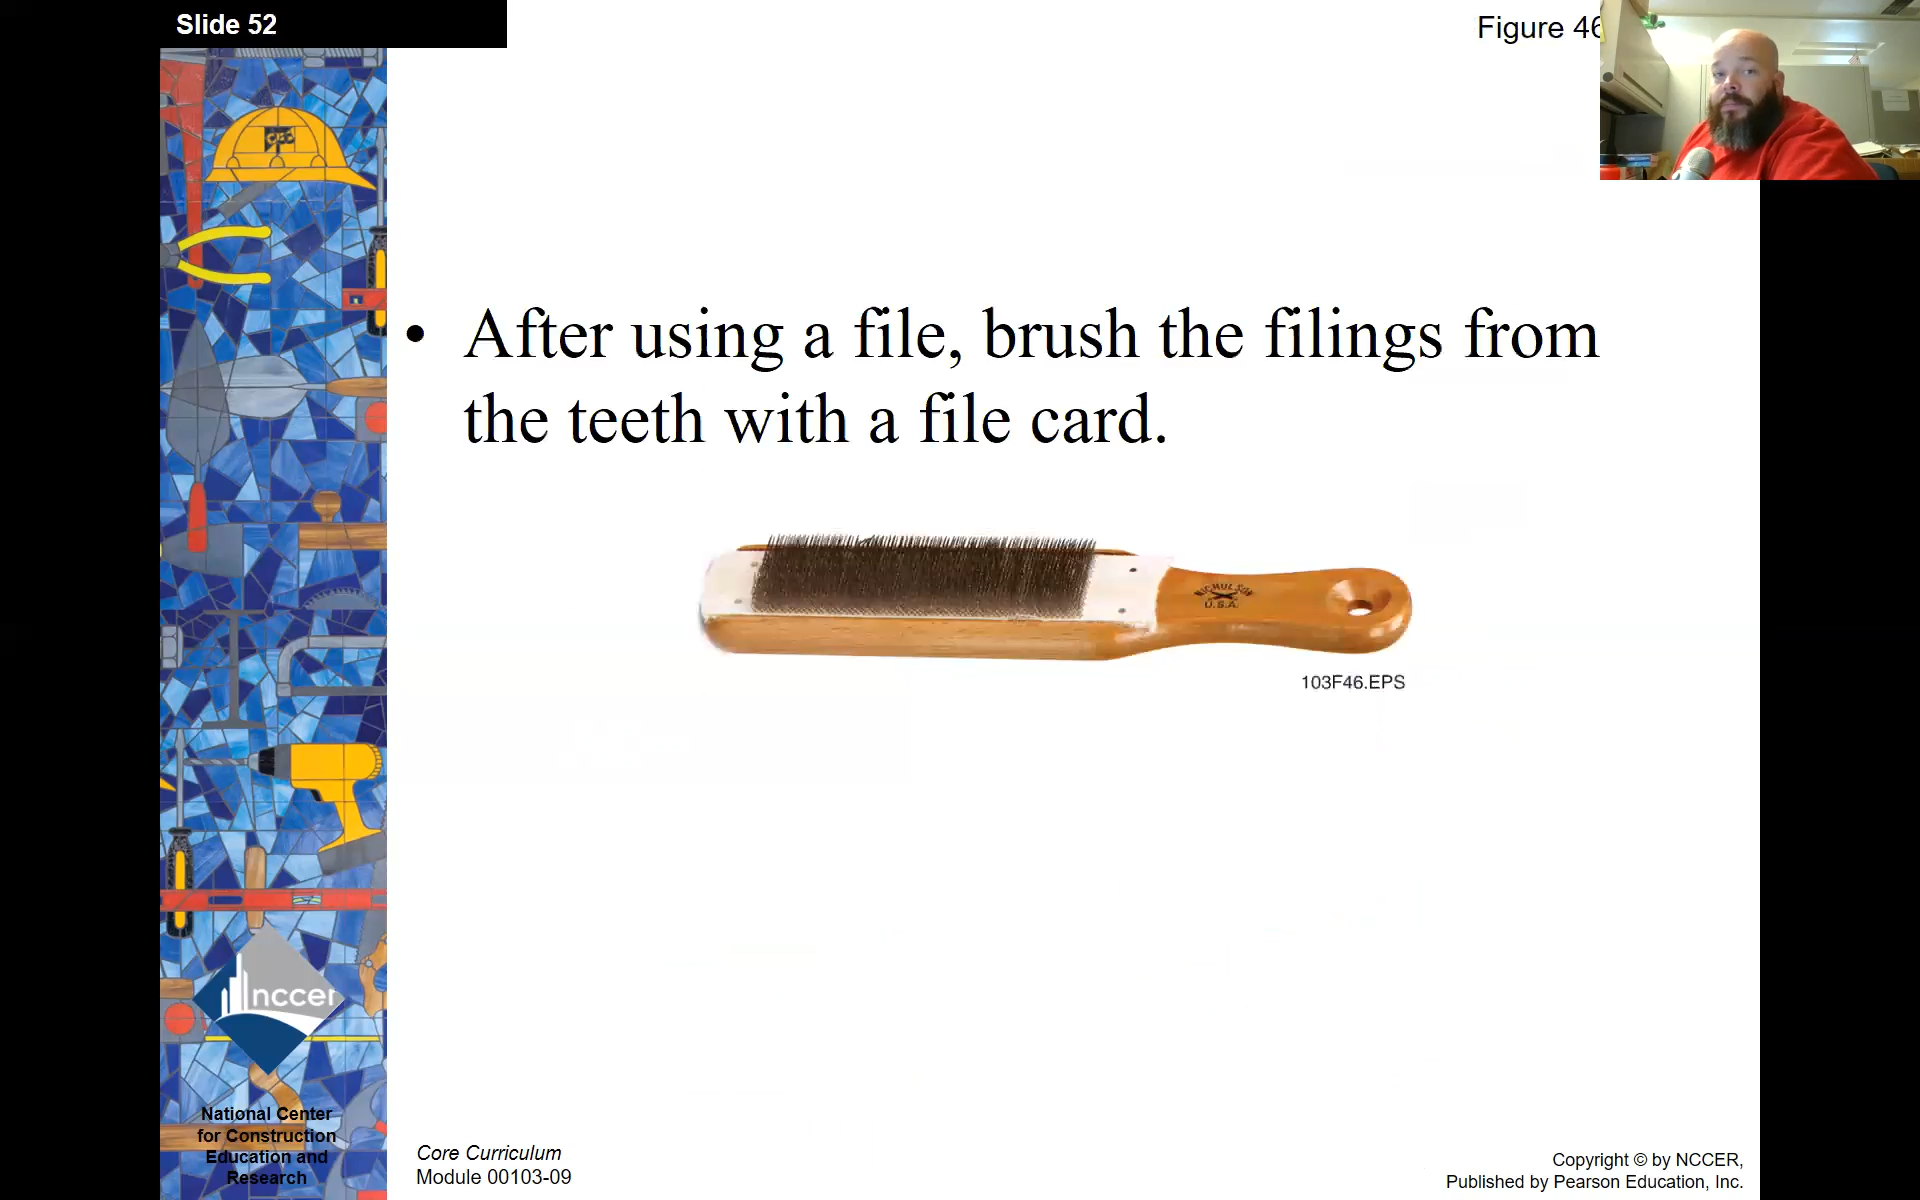 Slide 52
Figure 46
• After using a file, brush the filings from
the teeth with a file card.
NICHOLSON
U.S.A.
103F46.EPS
nccer
National Center
for Construction
Education and
Research
Core Curriculum
Module 00103-09
Copyright © by NCCER,
Published by Pearson Education, Inc.